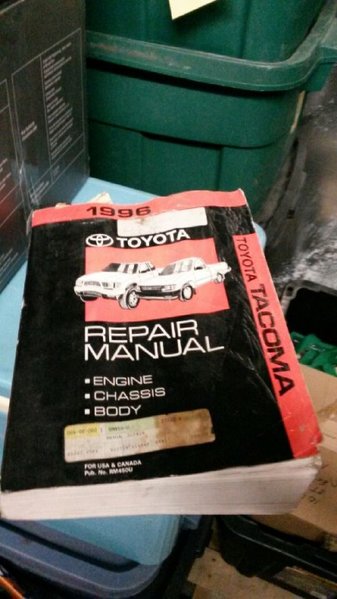 1996
TOYOTA
REPAIR
MANUAL
▪ ENGINE
▪ CHASSIS
▪ BODY
FOR USA & CANADA
Pub. No. RM450U
TOYOTA TACOMA